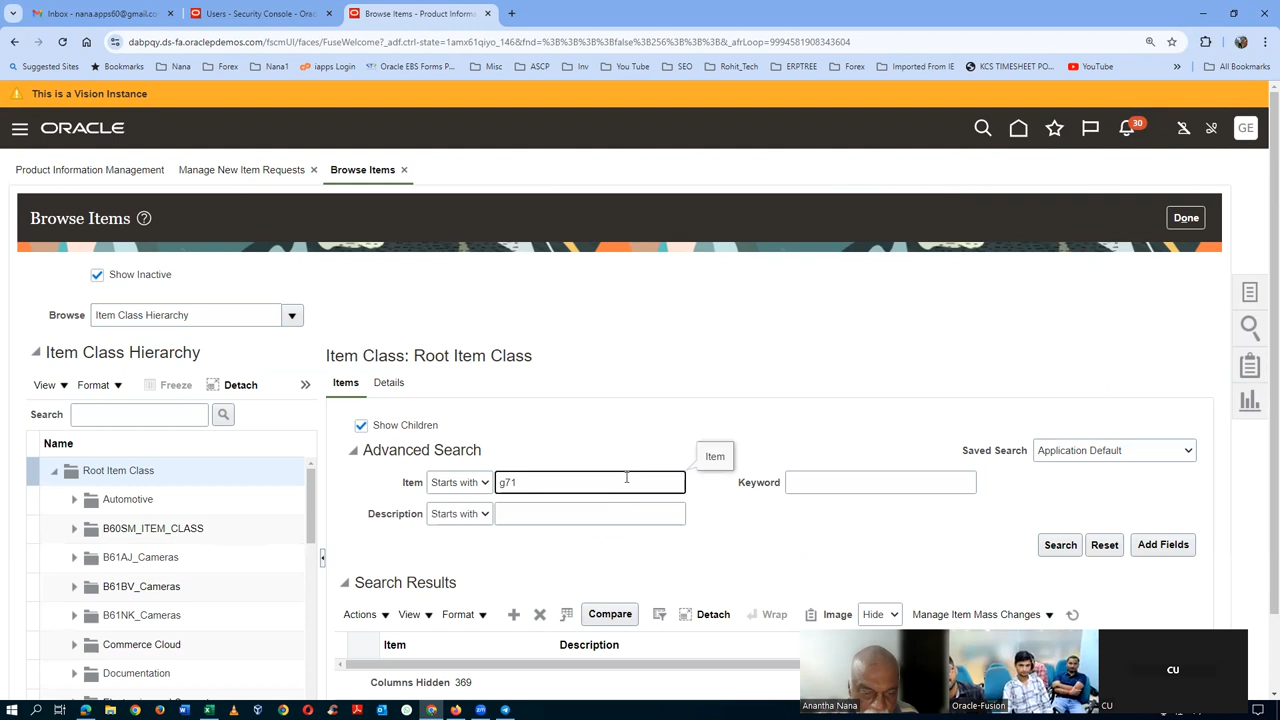 Inbox - nana.apps60@gmail.co
Users - Security Console - Orac
Browse Items - Product Informa
dabpqy.ds-fa.oraclepdemos.com/fscmUI/faces/FuseWelcome?_adf.ctrl-state=1amx61qiyo_146&fnd=%3B%3B%3B%3Bfalse%3B256%3B%3B%3B&_afrLoop=9994581908343604
Suggested Sites
Bookmarks
Nana
Forex
Nana1
iapps Login
Oracle EBS Forms P...
Misc
ASCP
Inv
You Tube
SEO
Rohit_Tech
ERPTREE
Forex
Imported From IE
KCS TIMESHEET PO...
YouTube
All Bookmarks
This is a Vision Instance
ORACLE
30
GE
Product Information Management
Manage New Item Requests
Browse Items
Browse Items
Done
Show Inactive
Browse Item Class Hierarchy
Item Class Hierarchy
Item Class: Root Item Class
View Format Freeze Detach
Items Details
Search
Show Children
Name
Advanced Search
Item
Saved Search Application Default
Root Item Class
Item Starts with g71
Keyword
Automotive
Description Starts with
B60SM_ITEM_CLASS
Search Reset Add Fields
B61AJ_Cameras
B61BV_Cameras
Search Results
B61NK_Cameras
Actions View Format Compare Detach Wrap Image Hide Manage Item Mass Changes
Commerce Cloud
Item Description
Documentation
Columns Hidden 369
CU
Anantha Nana
Oracle-Fusion
CU